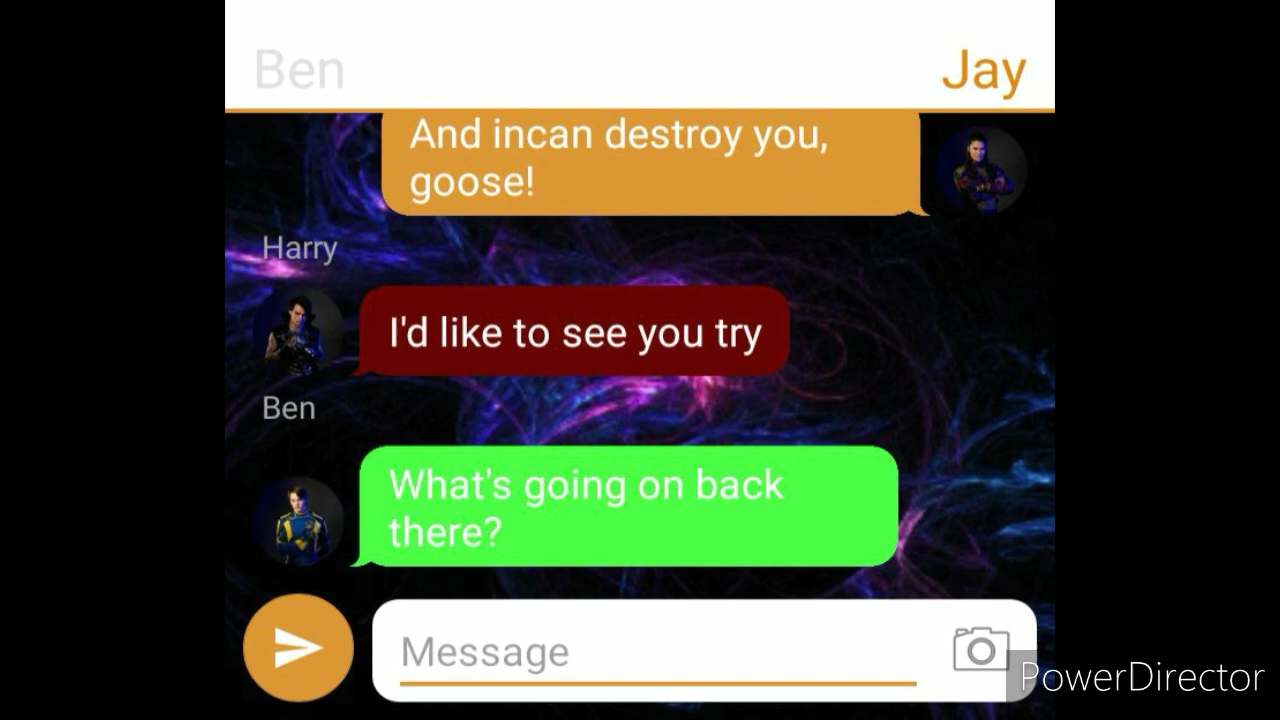 Ben
Jay
And incan destroy you,
goose!
Harry
I'd like to see you try
Ben
What's going on back
there?
Message
PowerDirector